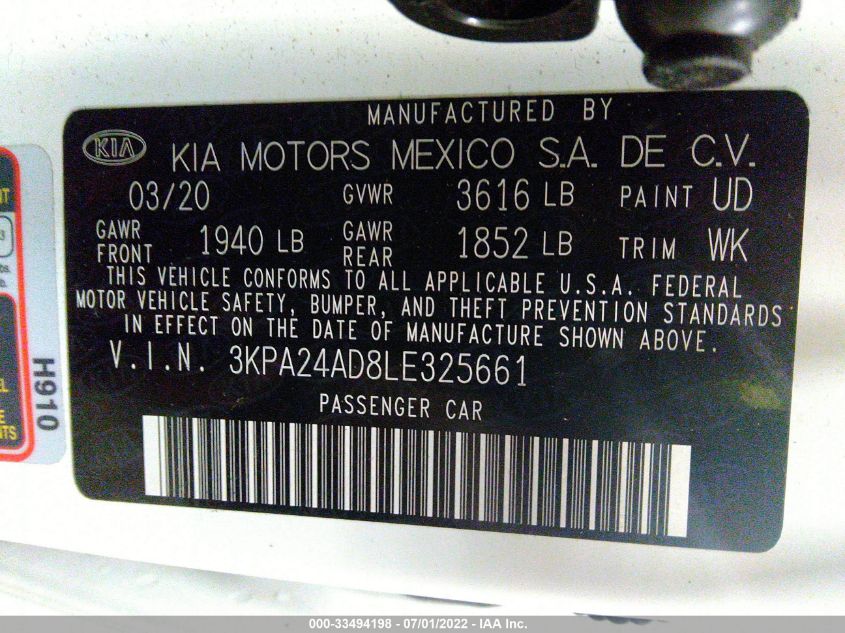 MANUFACTURED BY
KIA KIA MOTORS MEXICO S.A. DE C.V.
03/20 GVWR 3616 LB PAINT UD
GAWR FRONT 1940 LB GAWR REAR 1852 LB TRIM WK
THIS VEHICLE CONFORMS TO ALL APPLICABLE U.S.A. FEDERAL
MOTOR VEHICLE SAFETY, BUMPER, AND THEFT PREVENTION STANDARDS
IN EFFECT ON THE DATE OF MANUFACTURE SHOWN ABOVE.
V.I.N. 3KPA24AD8LE325661
PASSENGER CAR
H910
000-33494198 - 07/01/2022 - IAA Inc.